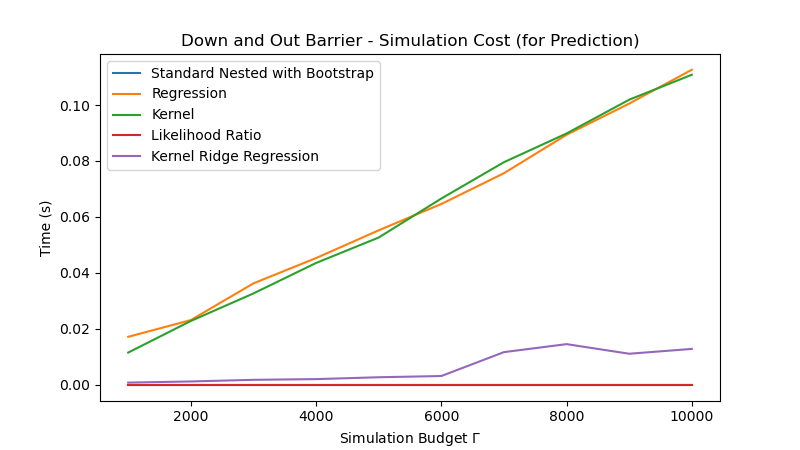 Down and Out Barrier - Simulation Cost (for Prediction)
Standard Nested with Bootstrap
Regression
Kernel
Likelihood Ratio
Kernel Ridge Regression
Time (s)
0.10
0.08
0.06
0.04
0.02
0.00
2000 4000 6000 8000 10000
Simulation Budget Γ